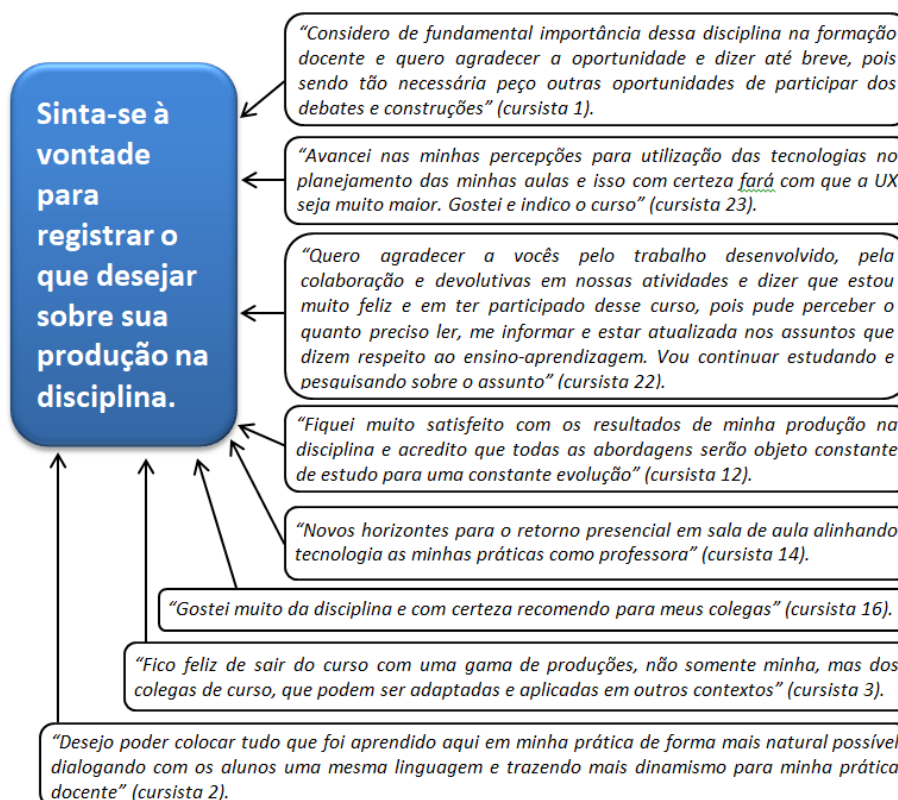 Sinta-se à
vontade
para
registrar o
que desejar
sobre sua
produção na
disciplina.
“Considero de fundamental importância dessa disciplina na formação
docente e quero agradecer a oportunidade e dizer até breve, pois
sendo tão necessária peço outras oportunidades de participar dos
debates e construções” (cursista 1).
“Avancei nas minhas percepções para utilização das tecnologias no
planejamento das minhas aulas e isso com certeza fará com que a UX
seja muito maior. Gostei e indico o curso” (cursista 23).
“Quero agradecer a vocês pelo trabalho desenvolvido, pela
colaboração e devolutivas em nossas atividades e dizer que estou
muito feliz e em ter participado desse curso, pois pude perceber o
quanto preciso ler, me informar e estar atualizada nos assuntos que
dizem respeito ao ensino-aprendizagem. Vou continuar estudando e
pesquisando sobre o assunto” (cursista 22).
“Fiquei muito satisfeito com os resultados de minha produção na
disciplina e acredito que todas as abordagens serão objeto constante
de estudo para uma constante evolução” (cursista 12).
“Novos horizontes para o retorno presencial em sala de aula alinhando
tecnologia as minhas práticas como professora” (cursista 14).
“Gostei muito da disciplina e com certeza recomendo para meus colegas” (cursista 16).
“Fico feliz de sair do curso com uma gama de produções, não somente minha, mas dos
colegas de curso, que podem ser adaptadas e aplicadas em outros contextos” (cursista 3).
“Desejo poder colocar tudo que foi aprendido aqui em minha prática de forma mais natural possível
dialogando com os alunos uma mesma linguagem e trazendo mais dinamismo para minha prática
docente” (cursista 2).